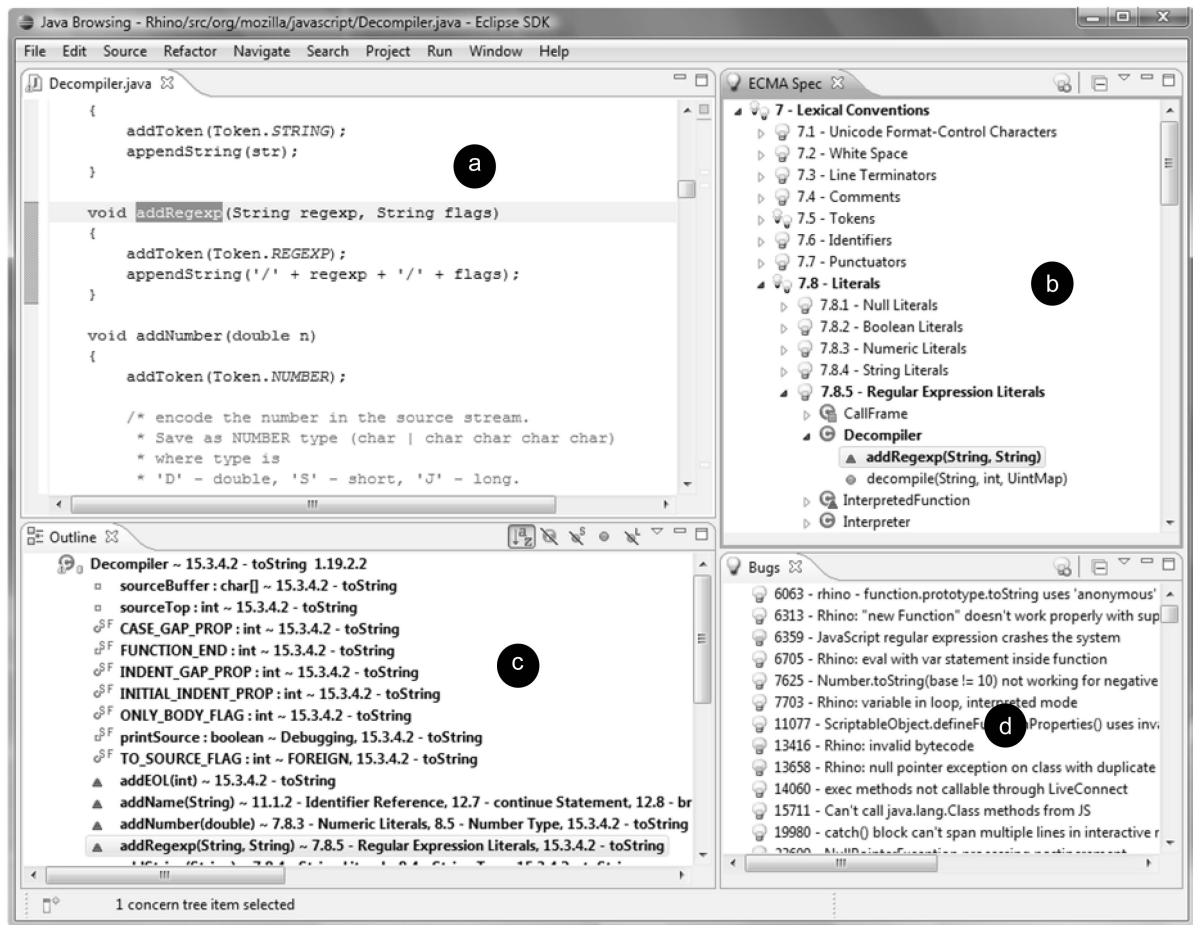 Java Browsing - Rhino/src/org/mozilla/javascript/Decompiler.java - Eclipse SDK
File Edit Source Refactor Navigate Search Project Run Window Help
Decompiler.java
{
addToken(Token.STRING);
appendString(str);
}
void addRegexp(String regexp, String flags)
{
addToken(Token.REGEXP);
appendString('/' + regexp + '/' + flags);
}
void addNumber(double n)
{
addToken(Token.NUMBER);
/* encode the number in the source stream.
* Save as NUMBER type (char | char char char char)
* where type is
* 'D' - double, 'S' - short, 'J' - long.
a
ECMA Spec
7 - Lexical Conventions
7.1 - Unicode Format-Control Characters
7.2 - White Space
7.3 - Line Terminators
7.4 - Comments
7.5 - Tokens
7.6 - Identifiers
7.7 - Punctuators
7.8 - Literals
7.8.1 - Null Literals
7.8.2 - Boolean Literals
7.8.3 - Numeric Literals
7.8.4 - String Literals
7.8.5 - Regular Expression Literals
CallFrame
Decompiler
addRegexp(String, String)
decompile(String, int, UintMap)
InterpretedFunction
Interpreter
b
Outline
Decompiler ~ 15.3.4.2 - toString 1.19.2.2
sourceBuffer : char[] ~ 15.3.4.2 - toString
sourceTop : int ~ 15.3.4.2 - toString
CASE_GAP_PROP : int ~ 15.3.4.2 - toString
FUNCTION_END : int ~ 15.3.4.2 - toString
INDENT_GAP_PROP : int ~ 15.3.4.2 - toString
INITIAL_INDENT_PROP : int ~ 15.3.4.2 - toString
ONLY_BODY_FLAG : int ~ 15.3.4.2 - toString
printSource : boolean ~ Debugging, 15.3.4.2 - toString
TO_SOURCE_FLAG : int ~ FOREIGN, 15.3.4.2 - toString
addEOL(int) ~ 15.3.4.2 - toString
addName(String) ~ 11.1.2 - Identifier Reference, 12.7 - continue Statement, 12.8 - br
addNumber(double) ~ 7.8.3 - Numeric Literals, 8.5 - Number Type, 15.3.4.2 - toString
addRegexp(String, String) ~ 7.8.5 - Regular Expression Literals, 15.3.4.2 - toString
c
Bugs
6063 - rhino - function.prototype.toString uses 'anonymous'
6313 - Rhino: "new Function" doesn't work properly with sup
6359 - JavaScript regular expression crashes the system
6705 - Rhino: eval with var statement inside function
7625 - Number.toString(base != 10) not working for negative
7703 - Rhino: variable in loop, interpreted mode
11077 - ScriptableObject.defineFu nProperties() uses inva
13416 - Rhino: invalid bytecode
13658 - Rhino: null pointer exception on class with duplicate
14060 - exec methods not callable through LiveConnect
15711 - Can't call java.lang.Class methods from JS
19980 - catch() block can't span multiple lines in interactive r
d
1 concern tree item selected